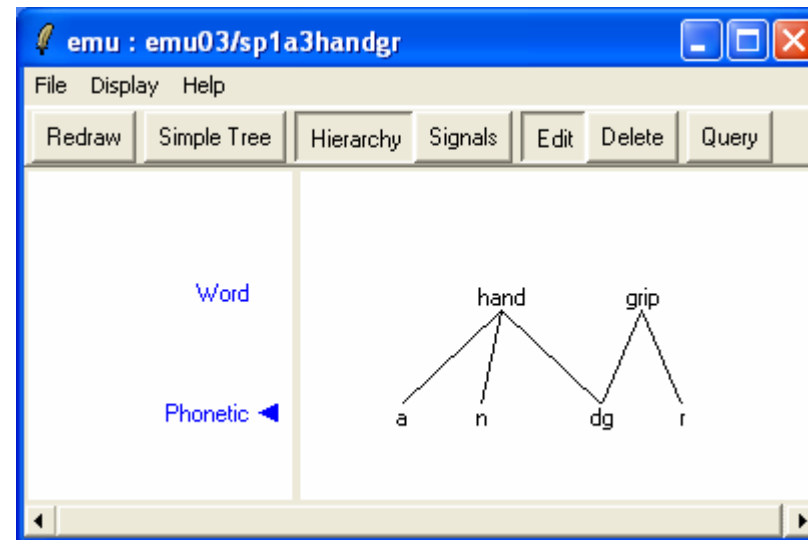 emu : emu03/sp1a3handgr
File Display Help
Redraw Simple Tree Hierarchy Signals Edit Delete Query
Word hand grip
Phonetic a n dg r